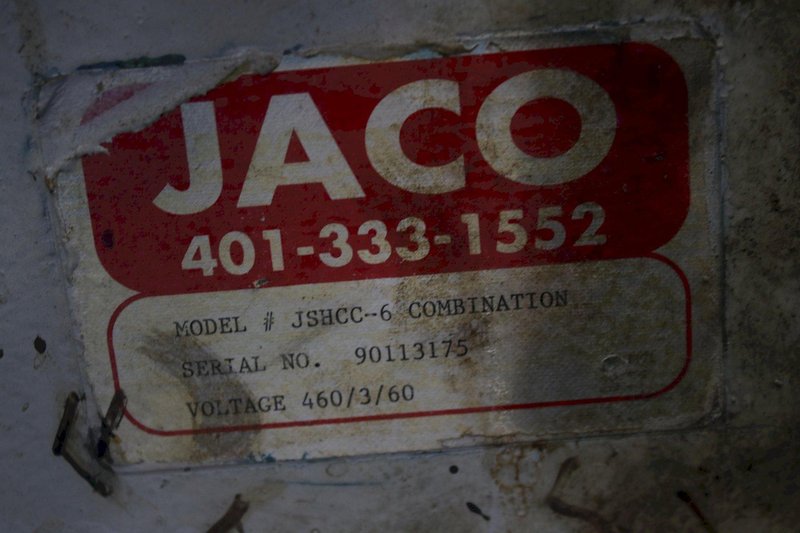 JACO
401-333-1552
MODEL # JSHCC-6 COMBINATION
SERIAL NO. 90113175
VOLTAGE 460/3/60